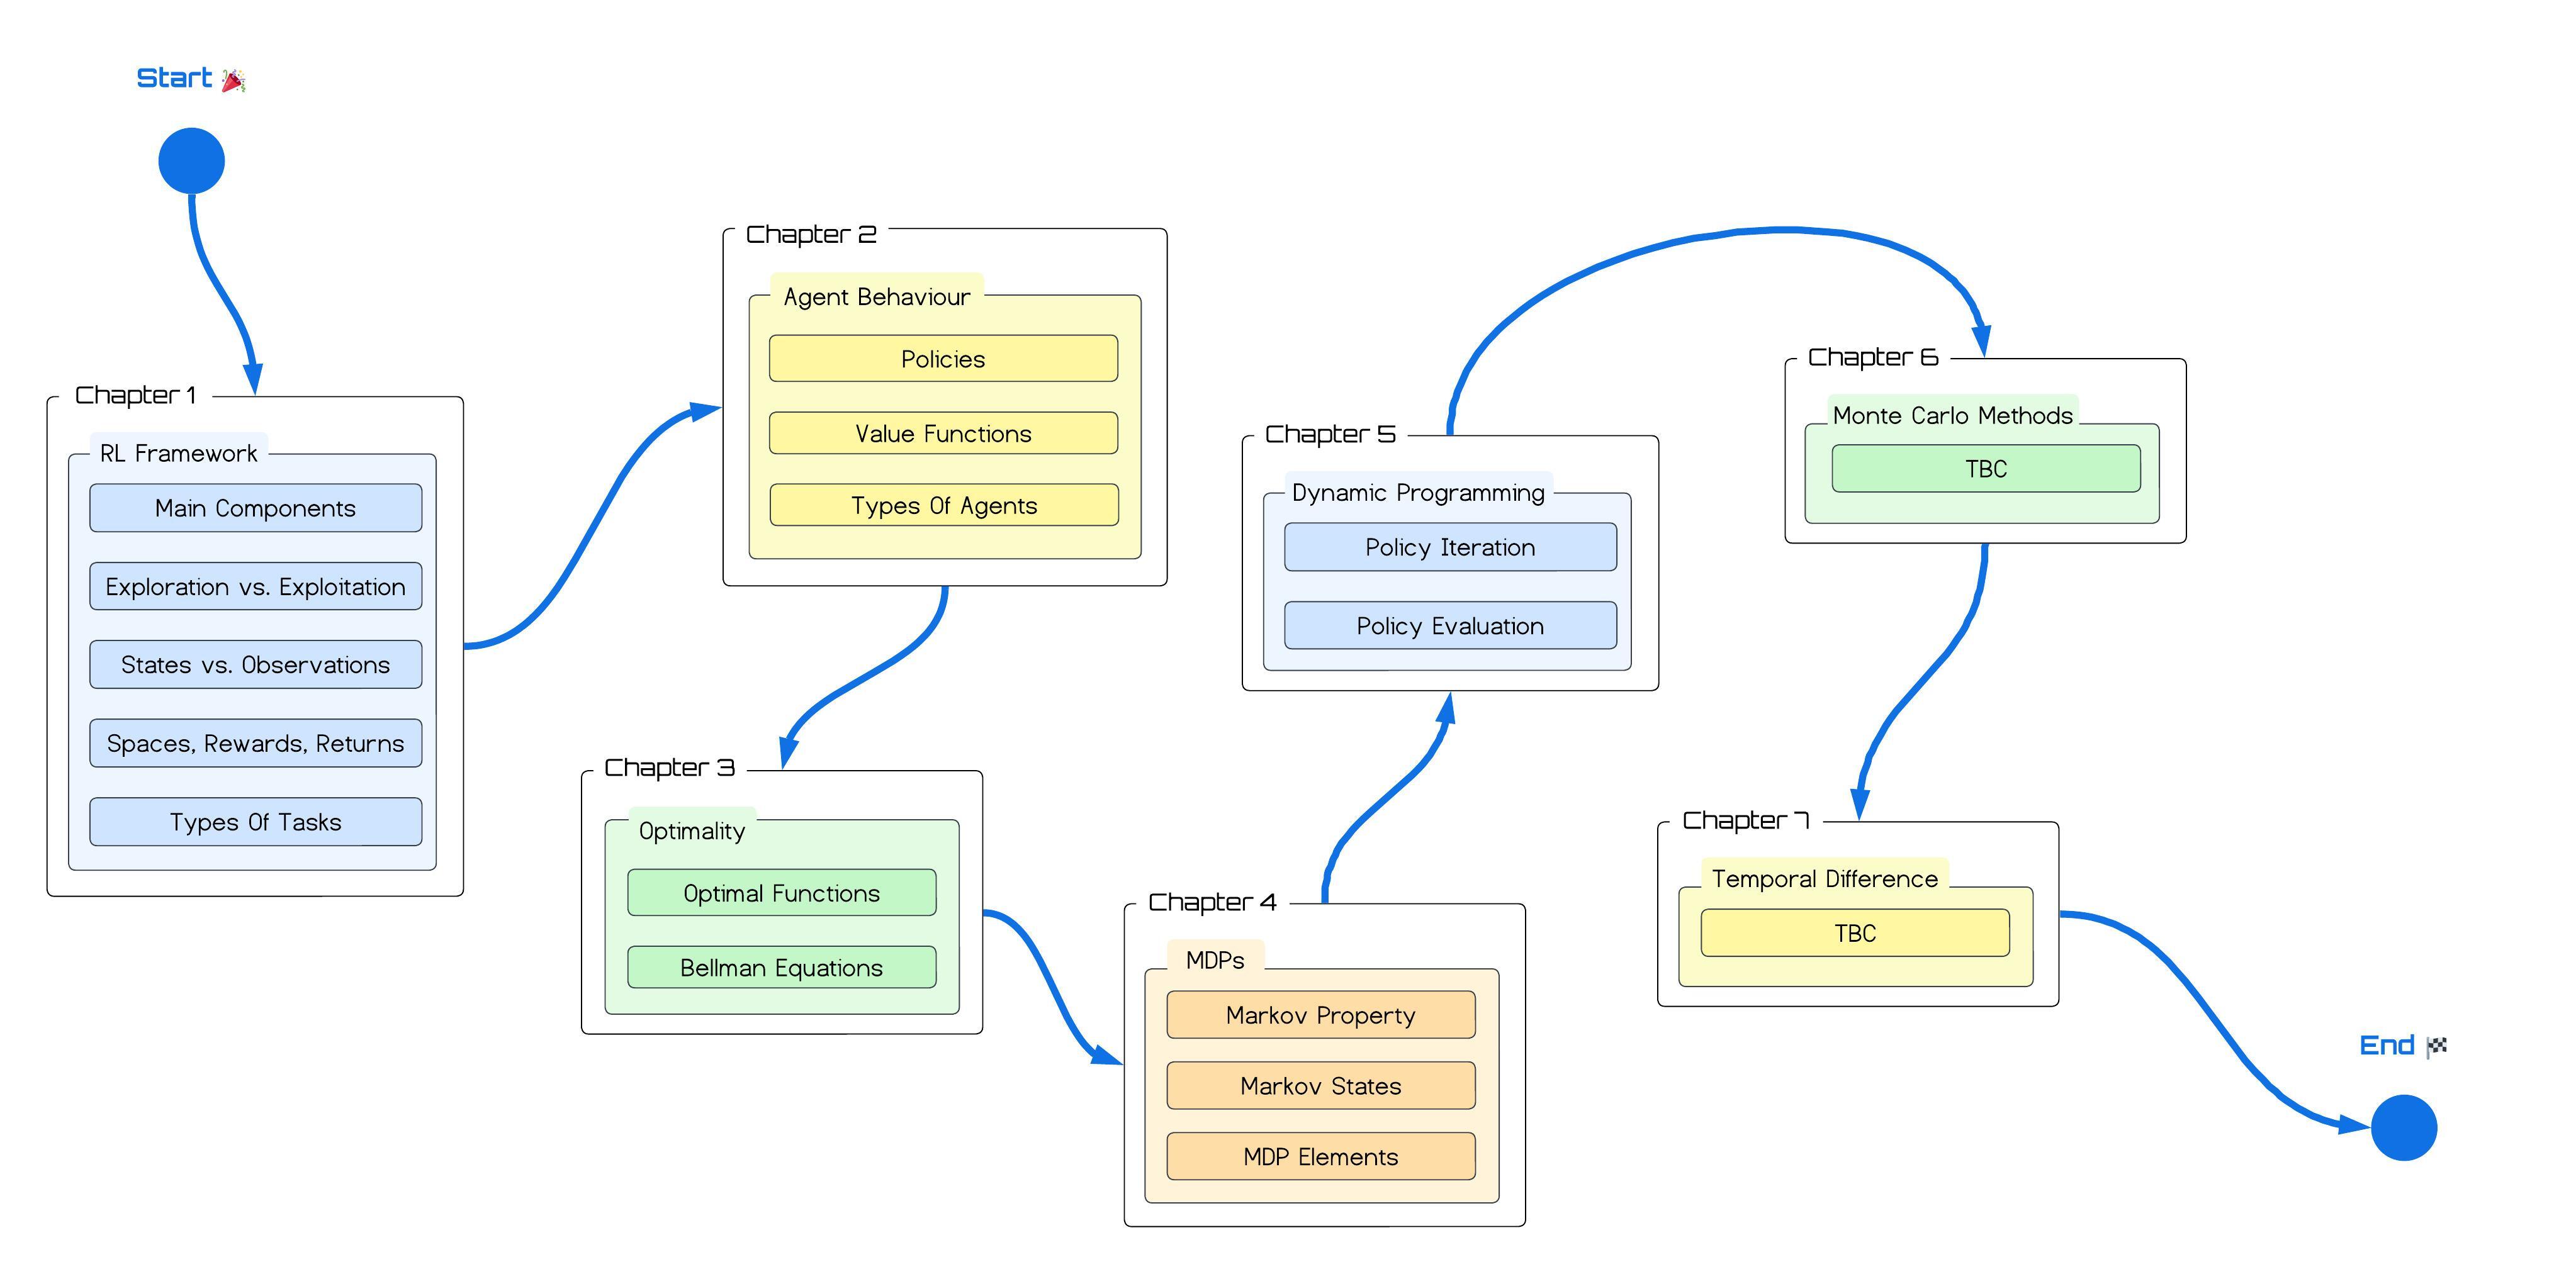 Start 🎉
Chapter 1
RL Framework
Main Components
Exploration vs. Exploitation
States vs. Observations
Spaces, Rewards, Returns
Types Of Tasks
Chapter 2
Agent Behaviour
Policies
Value Functions
Types Of Agents
Chapter 3
Optimality
Optimal Functions
Bellman Equations
Chapter 4
MDPs
Markov Property
Markov States
MDP Elements
Chapter 5
Dynamic Programming
Policy Iteration
Policy Evaluation
Chapter 6
Monte Carlo Methods
TBC
Chapter 7
Temporal Difference
TBC
End 🏁